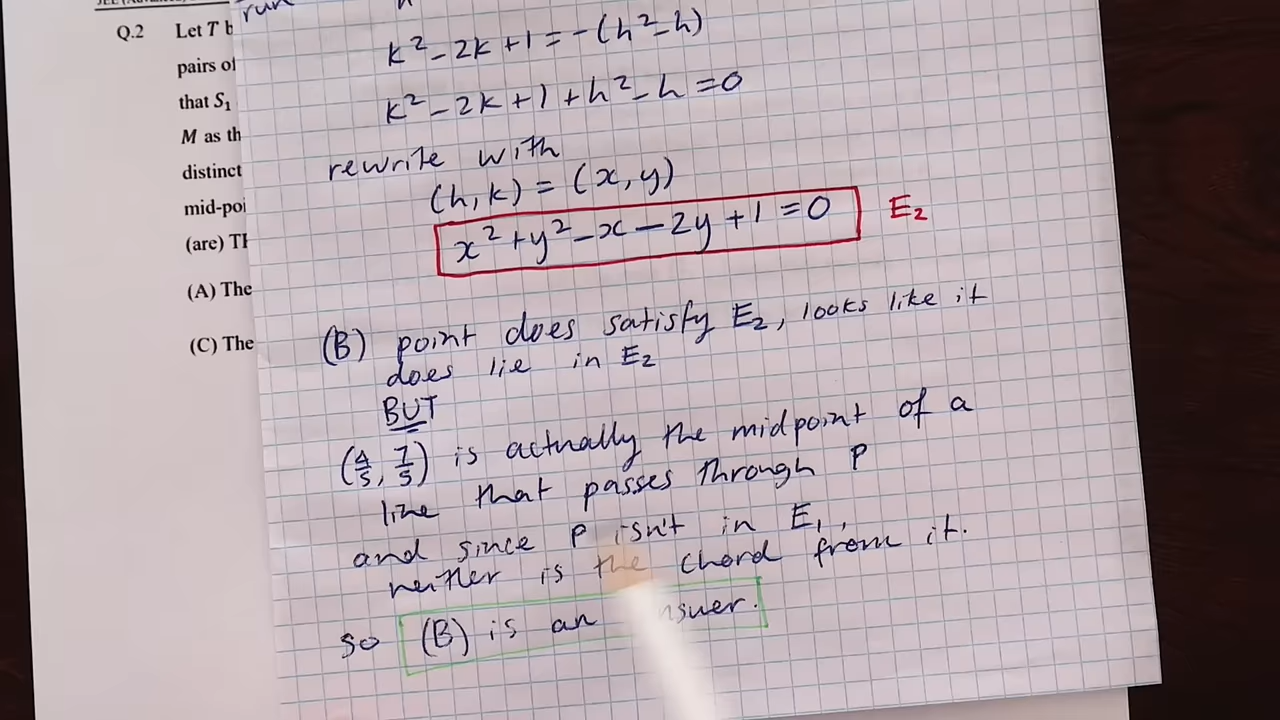 Q.2 Let T b
pairs of
that S₁
M as th
distinct
mid-poi
(are) Th
(A) The
(C) The
run
k² - 2k + 1 = -(h² - h)
k² - 2k + 1 + h² - h = 0
rewrite with
(h, k) = (x, y)
x² + y² - x - 2y + 1 = 0 E₂
(B) point does satisfy E₂, looks like it
does lie in E₂
BUT
(4/5, 7/5) is actually the midpoint of a
line that passes through P
and since P isn't in E₁,
neither is the chord from it.
so (B) is an nswer.